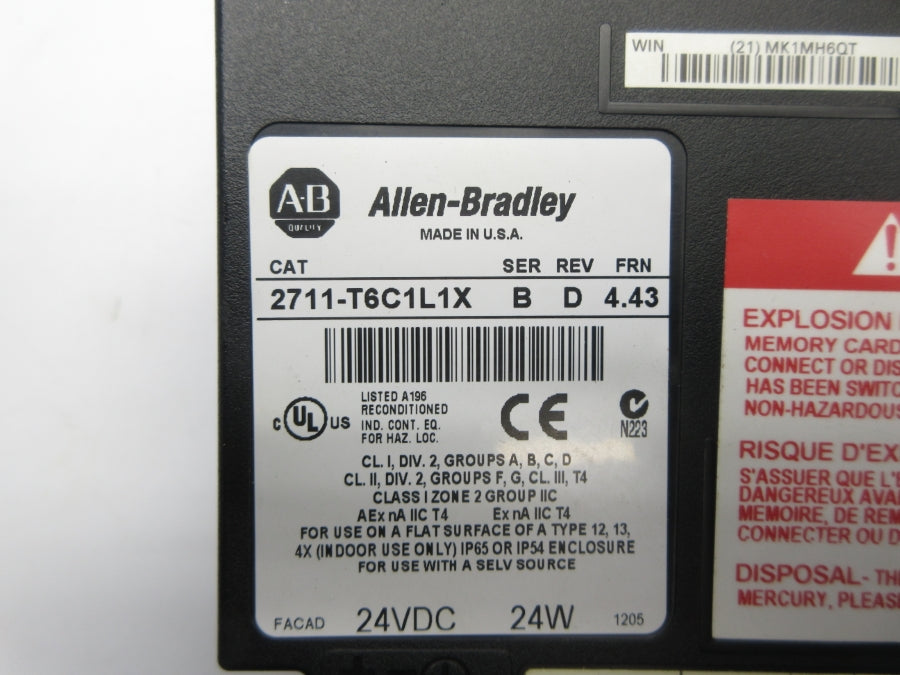 WIN (21) MK1MH6QT
A-B
QUALITY
Allen-Bradley
MADE IN U.S.A.
CAT SER REV FRN
2711-T6C1L1X B D 4.43
c UL US
LISTED A196
RECONDITIONED
IND. CONT. EQ.
FOR HAZ. LOC.
CE
N223
CL. I, DIV. 2, GROUPS A, B, C, D
CL. II, DIV. 2, GROUPS F, G, CL. III, T4
CLASS I ZONE 2 GROUP IIC
AEx nA IIC T4 Ex nA IIC T4
FOR USE ON A FLAT SURFACE OF A TYPE 12, 13,
4X (INDOOR USE ONLY) IP65 OR IP54 ENCLOSURE
FOR USE WITH A SELV SOURCE
FACAD 24VDC 24W 1205
EXPLOSION
MEMORY CARD
CONNECT OR DIS
HAS BEEN SWITC
NON-HAZARDOUS
RISQUE D'EX
S'ASSUER QUE L'
DANGEREUX AVA
MEMOIRE, DE REM
CONNECTER OU D
DISPOSAL- TH
MERCURY, PLEAS